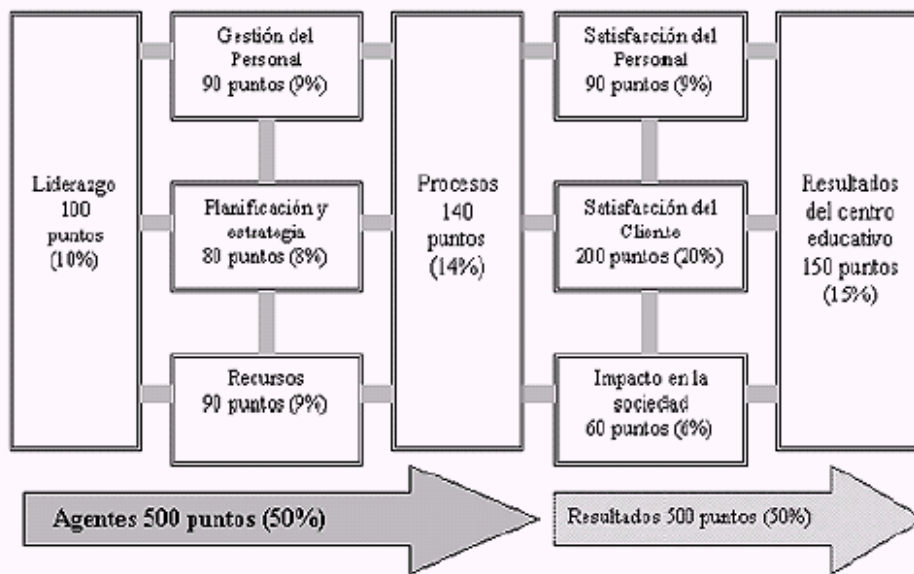 Liderazgo
100
puntos
(10%)
Gestión del
Personal
90 puntos (9%)
Planificación y
estrategia
80 puntos (8%)
Recursos
90 puntos (9%)
Procesos
140
puntos
(14%)
Satisfacción del
Personal
90 puntos (9%)
Satisfacción del
Cliente
200 puntos (20%)
Impacto en la
sociedad
60 puntos (6%)
Resultados
del centro
educativo
150 puntos
(15%)
Agentes 500 puntos (50%)
Resultados 500 puntos (50%)